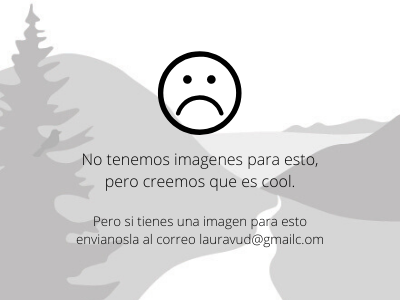 No tenemos imagenes para esto,
pero creemos que es cool.
Pero si tienes una imagen para esto
envianosla al correo lauravud@gmailc.om